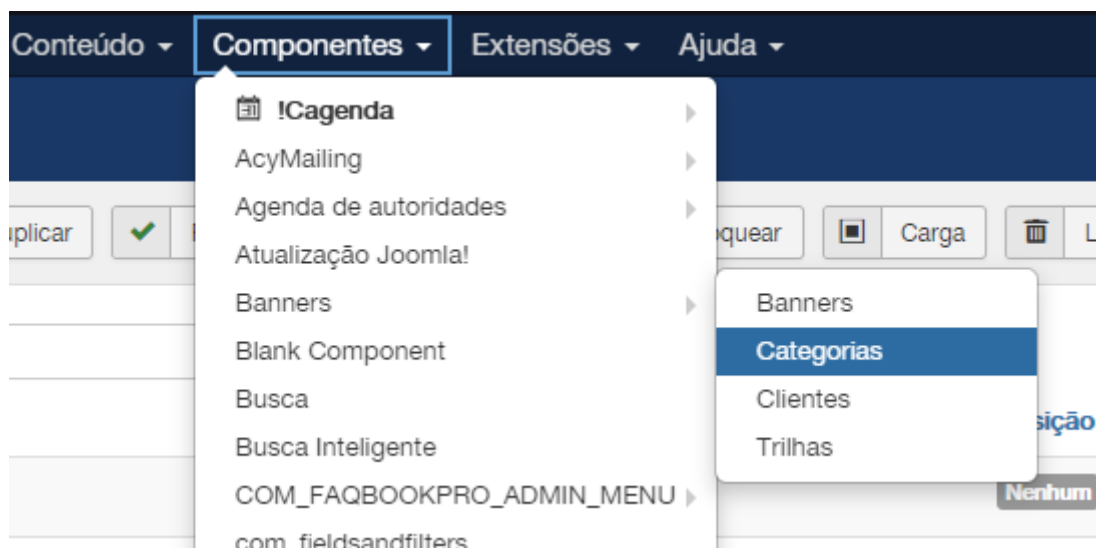 Conteúdo Componentes Extensões Ajuda
!Cagenda
AcyMailing
Agenda de autoridades
plicar quear Carga
Atualização Joomla!
Banners Banners
Blank Component Categorias
Busca Clientes
sição
Busca Inteligente Trilhas
COM_FAQBOOKPRO_ADMIN_MENU Nenhum
com_fieldsandfilters